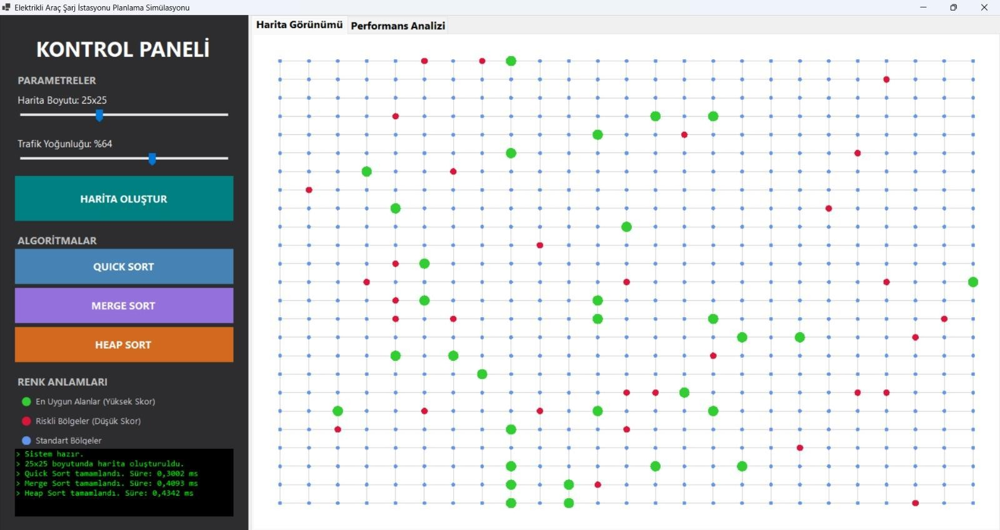 Elektrikli Araç Şarj İstasyonu Planlama Simülasyonu
KONTROL PANELİ
PARAMETRELER
Harita Boyutu: 25x25
Trafik Yoğunluğu: %64
HARİTA OLUŞTUR
ALGORİTMALAR
QUICK SORT
MERGE SORT
HEAP SORT
RENK ANLAMLARI
En Uygun Alanlar (Yüksek Skor)
Riskli Bölgeler (Düşük Skor)
Standart Bölgeler
> Sistem hazır.
> 25x25 boyutunda harita oluşturuldu.
> Quick Sort tamamlandı. Süre: 0,3002 ms
> Merge Sort tamamlandı. Süre: 0,4093 ms
> Heap Sort tamamlandı. Süre: 0,4342 ms
Harita Görünümü
Performans Analizi